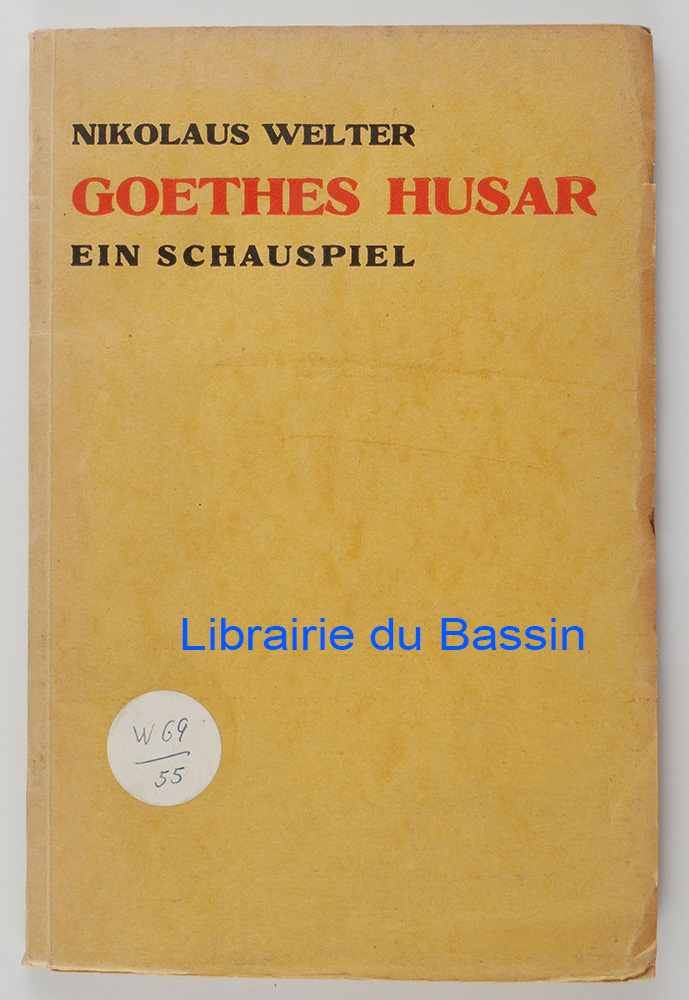 NIKOLAUS WELTER
GOETHES HUSAR
EIN SCHAUSPIEL
Librairie du Bassin
W 69
55